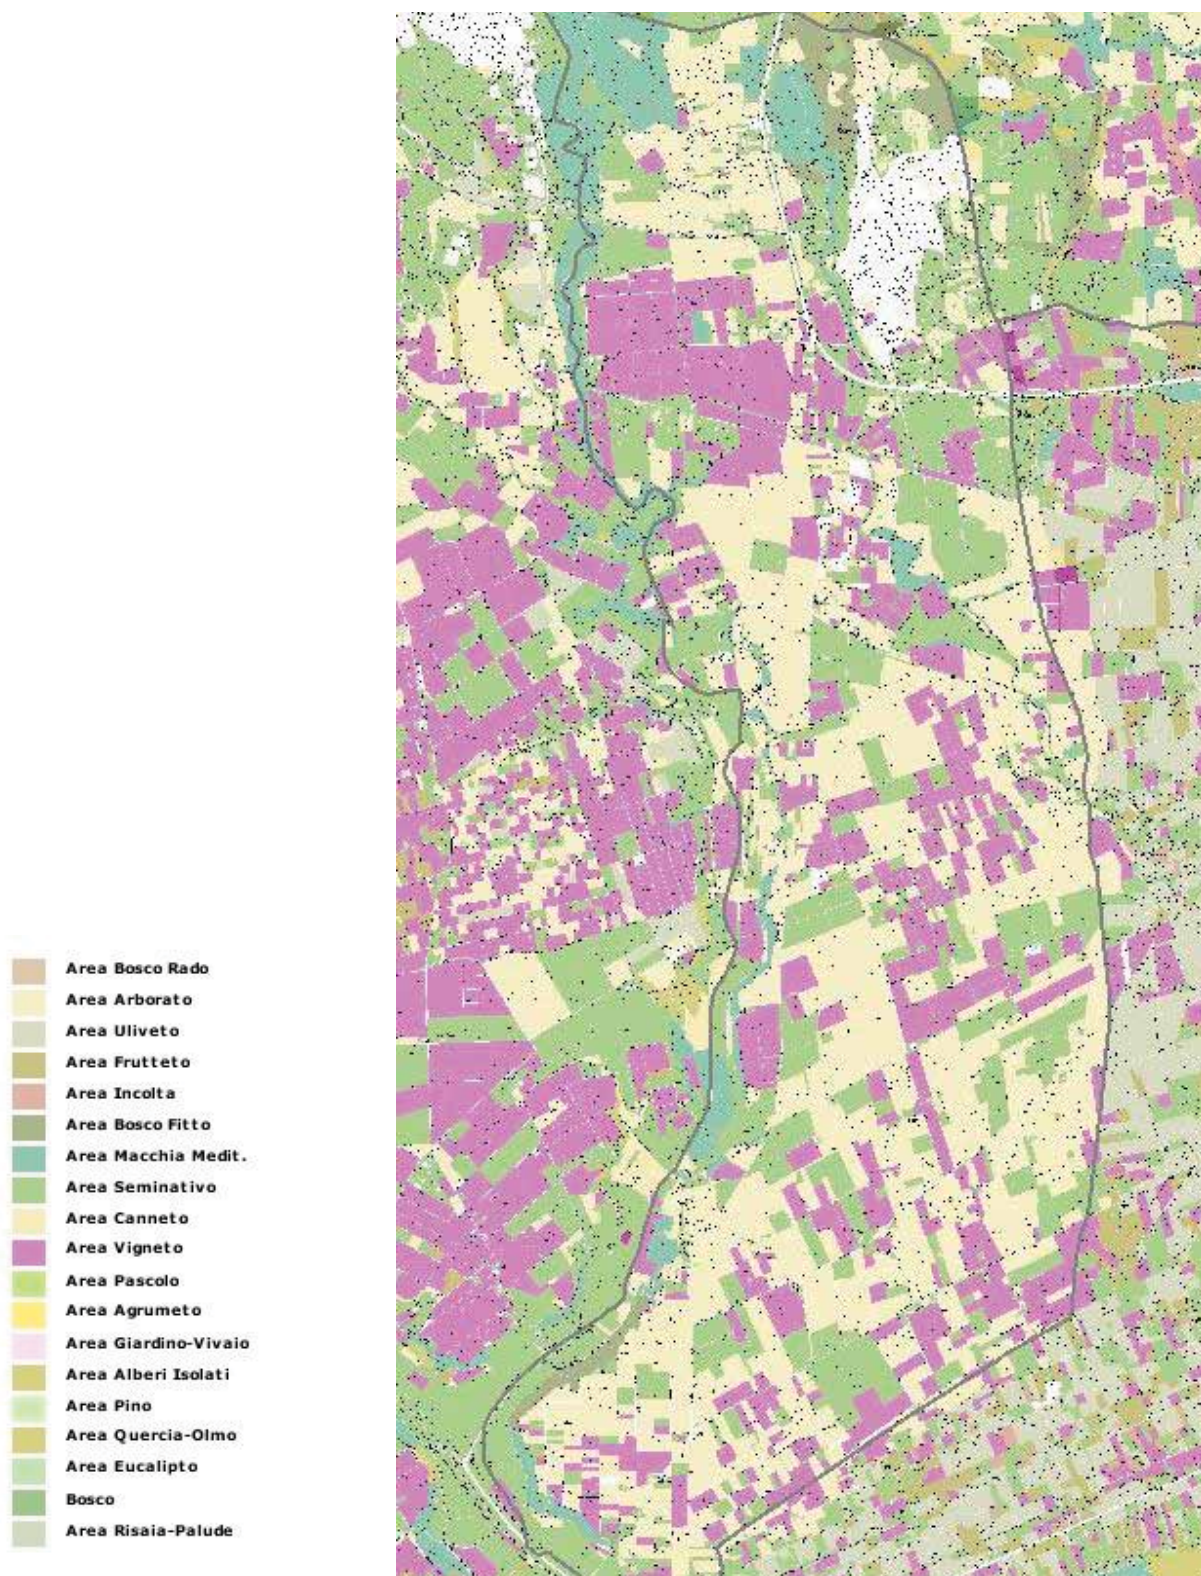 Area Bosco Rado
Area Arborato
Area Uliveto
Area Frutteto
Area Incolta
Area Bosco Fitto
Area Macchia Medit.
Area Seminativo
Area Canneto
Area Vigneto
Area Pascolo
Area Agrumeto
Area Giardino-Vivaio
Area Alberi Isolati
Area Pino
Area Quercia-Olmo
Area Eucalipto
Bosco
Area Risaia-Palude